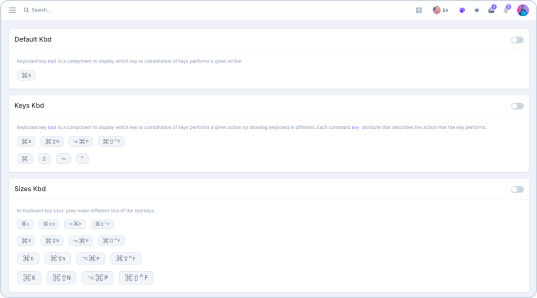 Search...
En
Default Kbd
Keyboard key kbd is a component to display which key or combination of keys performs a given action
⌘K
Keys Kbd
Keyboard key kbd is a component to display which key or combination of keys performs a given action by showing keyboard in different. Each command key attribute that describes the action that the key performs.
⌘K ⌘⇧N ⌥⌘P ⌘⇧^F
⌘ ⇧ ⌥ ^
Sizes Kbd
In Keyboard key size prop make different size of the kbd keys.
⌘K ⌘⇧N ⌥⌘P ⌘⇧^F
⌘K ⌘⇧N ⌥⌘P ⌘⇧^F
⌘K ⌘⇧N ⌥⌘P ⌘⇧^F
⌘K ⌘⇧N ⌥⌘P ⌘⇧^F